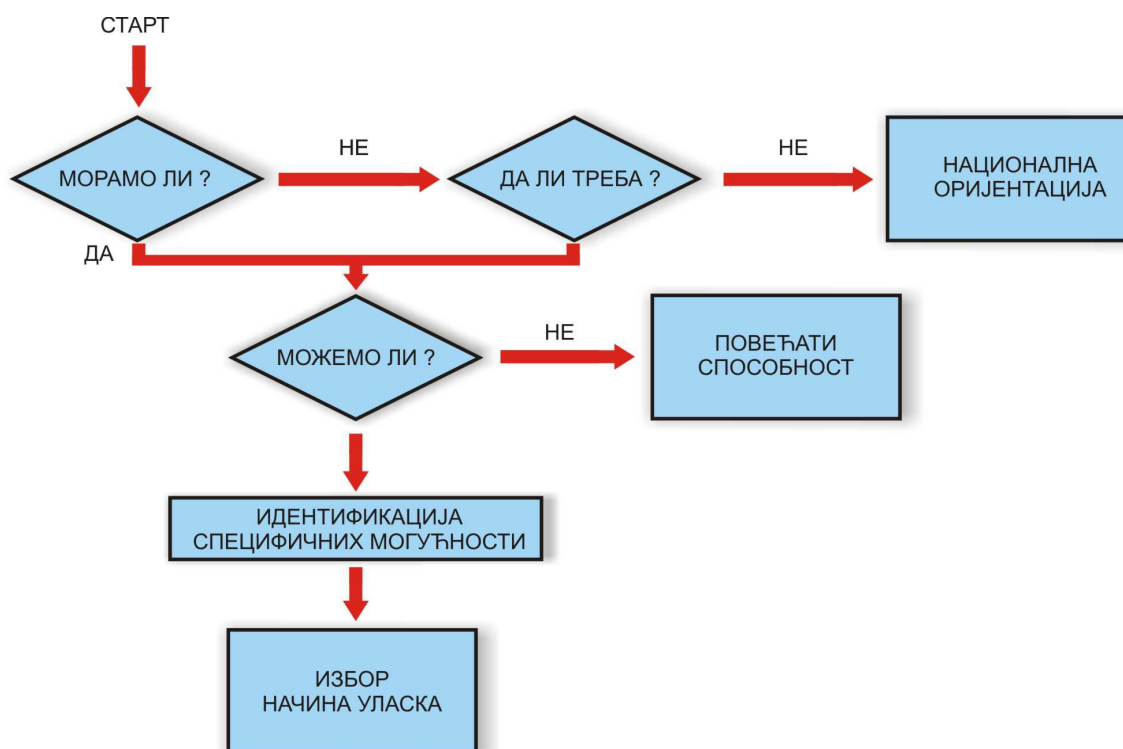 СТАРТ
МОРАМО ЛИ ?
НЕ
ДА ЛИ ТРЕБА ?
НЕ
НАЦИОНАЛНА
ОРИЈЕНТАЦИЈА
ДА
МОЖЕМО ЛИ ?
НЕ
ПОВЕЋАТИ
СПОСОБНОСТ
ИДЕНТИФИКАЦИЈА
СПЕЦИФИЧНИХ МОГУЋНОСТИ
ИЗБОР
НАЧИНА УЛАСКА